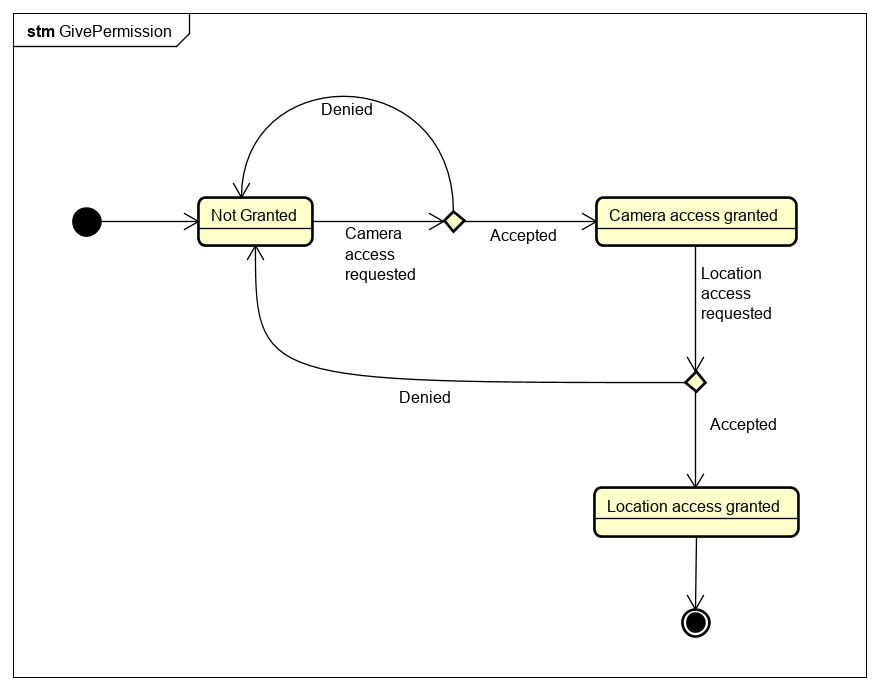 stm GivePermission
Denied
Not Granted
Camera
access
requested
Accepted
Camera access granted
Location
access
requested
Denied
Accepted
Location access granted